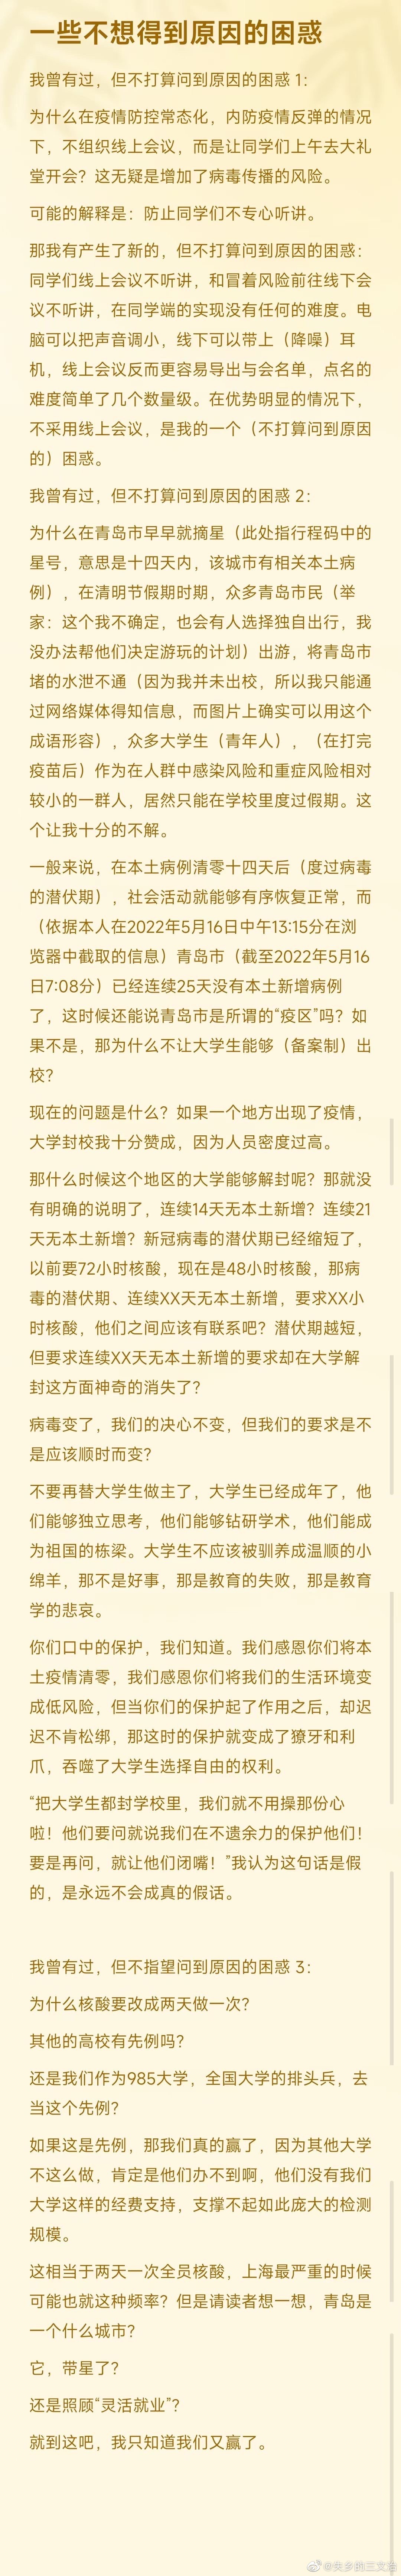 一些不想得到原因的困惑
我曾有过，但不打算问到原因的困惑 1：
为什么在疫情防控常态化，内防疫情反弹的情况
下，不组织线上会议，而是让同学们上午去大礼
堂开会？这无疑是增加了病毒传播的风险。
可能的解释是：防止同学们不专心听讲。
那我有产生了新的，但不打算问到原因的困惑：
同学们线上会议不听讲，和冒着风险前往线下会
议不听讲，在同学端的实现没有任何的难度。电
脑可以把声音调小，线下可以带上（降噪）耳
机，线上会议反而更容易导出与会名单，点名的
难度简单了几个数量级。在优势明显的情况下，
不采用线上会议，是我的一个（不打算问到原因
的）困惑。
我曾有过，但不打算问到原因的困惑 2：
为什么在青岛市早早就摘星（此处指行程码中的
星号，意思是十四天内，该城市有相关本土病
例），在清明节假期时期，众多青岛市民（举
家：这个我不确定，也会有人选择独自出行，我
没办法帮他们决定游玩的计划）出游，将青岛市
堵的水泄不通（因为我并未出校，所以我只能通
过网络媒体得知信息，而图片上确实可以用这个
成语形容），众多大学生（青年人），（在打完
疫苗后）作为在人群中感染风险和重症风险相对
较小的一群人，居然只能在学校里度过假期。这
个让我十分的不解。
一般来说，在本土病例清零十四天后（度过病毒
的潜伏期），社会活动就能够有序恢复正常，而
（依据本人在2022年5月16日中午13:15分在浏
览器中截取的信息）青岛市（截至2022年5月16
日7:08分）已经连续25天没有本土新增病例
了，这时候还能说青岛市是所谓的“疫区”吗？如
果不是，那为什么不让大学生能够（备案制）出
校？
现在的问题是什么？如果一个地方出现了疫情，
大学封校我十分赞成，因为人员密度过高。
那什么时候这个地区的大学能够解封呢？那就没
有明确的说明了，连续14天无本土新增？连续21
天无本土新增？新冠病毒的潜伏期已经缩短了，
以前要72小时核酸，现在是48小时核酸，那病
毒的潜伏期、连续XX天无本土新增，要求XX小
时核酸，他们之间应该有联系吧？潜伏期越短，
但要求连续XX天无本土新增的要求却在大学解
封这方面神奇的消失了？
病毒变了，我们的决心不变，但我们的要求是不
是应该顺时而变？
不要再替大学生做主了，大学生已经成年了，他
们能够独立思考，他们能够钻研学术，他们能成
为祖国的栋梁。大学生不应该被驯养成温顺的小
绵羊，那不是好事，那是教育的失败，那是教育
学的悲哀。
你们口中的保护，我们知道。我们感恩你们将本
土疫情清零，我们感恩你们将我们的生活环境变
成低风险，但当你们的保护起了作用之后，却迟
迟不肯松绑，那这时的保护就变成了獠牙和利
爪，吞噬了大学生选择自由的权利。
“把大学生都封学校里，我们就不用操那份心
啦！他们要问就说我们在不遗余力的保护他们！
要是再问，就让他们闭嘴！”我认为这句话是假
的，是永远不会成真的假话。
我曾有过，但不指望问到原因的困惑 3：
为什么核酸要改成两天做一次？
其他的高校有先例吗？
还是我们作为985大学，全国大学的排头兵，去
当这个先例？
如果这是先例，那我们真的赢了，因为其他大学
不这么做，肯定是他们办不到啊，他们没有我们
大学这样的经费支持，支撑不起如此庞大的检测
规模。
这相当于两天一次全员核酸，上海最严重的时候
可能也就这种频率？但是请读者想一想，青岛是
一个什么城市？
它，带星了？
还是照顾“灵活就业”？
就到这吧，我只知道我们又赢了。
@失乡的三文治